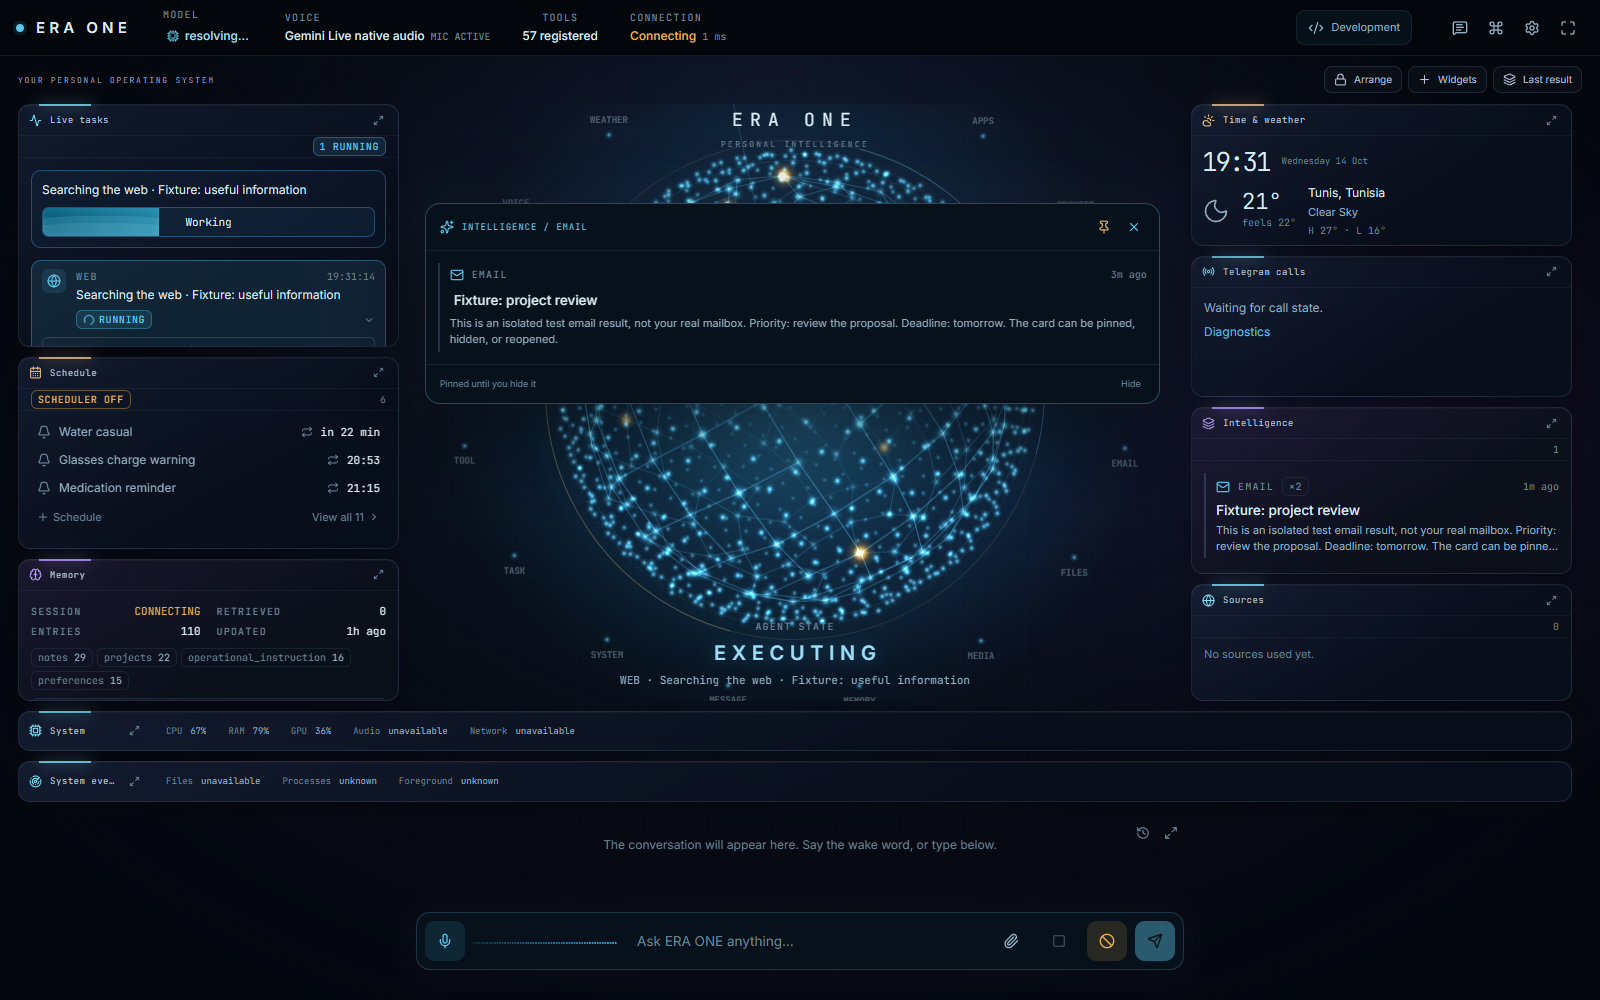 ERA ONE
MODEL
resolving...
VOICE
Gemini Live native audio MIC ACTIVE
TOOLS
57 registered
CONNECTION
Connecting 1 ms
Development
YOUR PERSONAL OPERATING SYSTEM
Arrange
Widgets
Last result
Live tasks
1 RUNNING
Searching the web · Fixture: useful information
Working
WEB 19:31:14
Searching the web · Fixture: useful information
RUNNING
Schedule
SCHEDULER OFF 6
Water casual in 22 min
Glasses charge warning 20:53
Medication reminder 21:15
+ Schedule View all 11 >
Memory
SESSION CONNECTING RETRIEVED 0
ENTRIES 110 UPDATED 1h ago
notes 29 projects 22 operational_instruction 16
preferences 15
WEATHER
ERA ONE
APPS
PERSONAL INTELLIGENCE
VOICE
INTELLIGENCE / EMAIL
EMAIL 3m ago
Fixture: project review
This is an isolated test email result, not your real mailbox. Priority: review the proposal. Deadline: tomorrow. The card can be pinned,
hidden, or reopened.
Pinned until you hide it Hide
TOOL
EMAIL
TASK
FILES
AGENT STATE
SYSTEM
EXECUTING
MEDIA
WEB · Searching the web · Fixture: useful information
MESSAGE
MEMORY
Time & weather
19:31 Wednesday 14 Oct
21° Tunis, Tunisia
feels 22° Clear Sky
H 27° · L 16°
Telegram calls
Waiting for call state.
Diagnostics
Intelligence
1
EMAIL ×2 1m ago
Fixture: project review
This is an isolated test email result, not your real mailbox. Priority:
review the proposal. Deadline: tomorrow. The card can be pinne...
Sources
0
No sources used yet.
System CPU 67% RAM 79% GPU 36% Audio unavailable Network unavailable
System eve… Files unavailable Processes unknown Foreground unknown
The conversation will appear here. Say the wake word, or type below.
Ask ERA ONE anything...